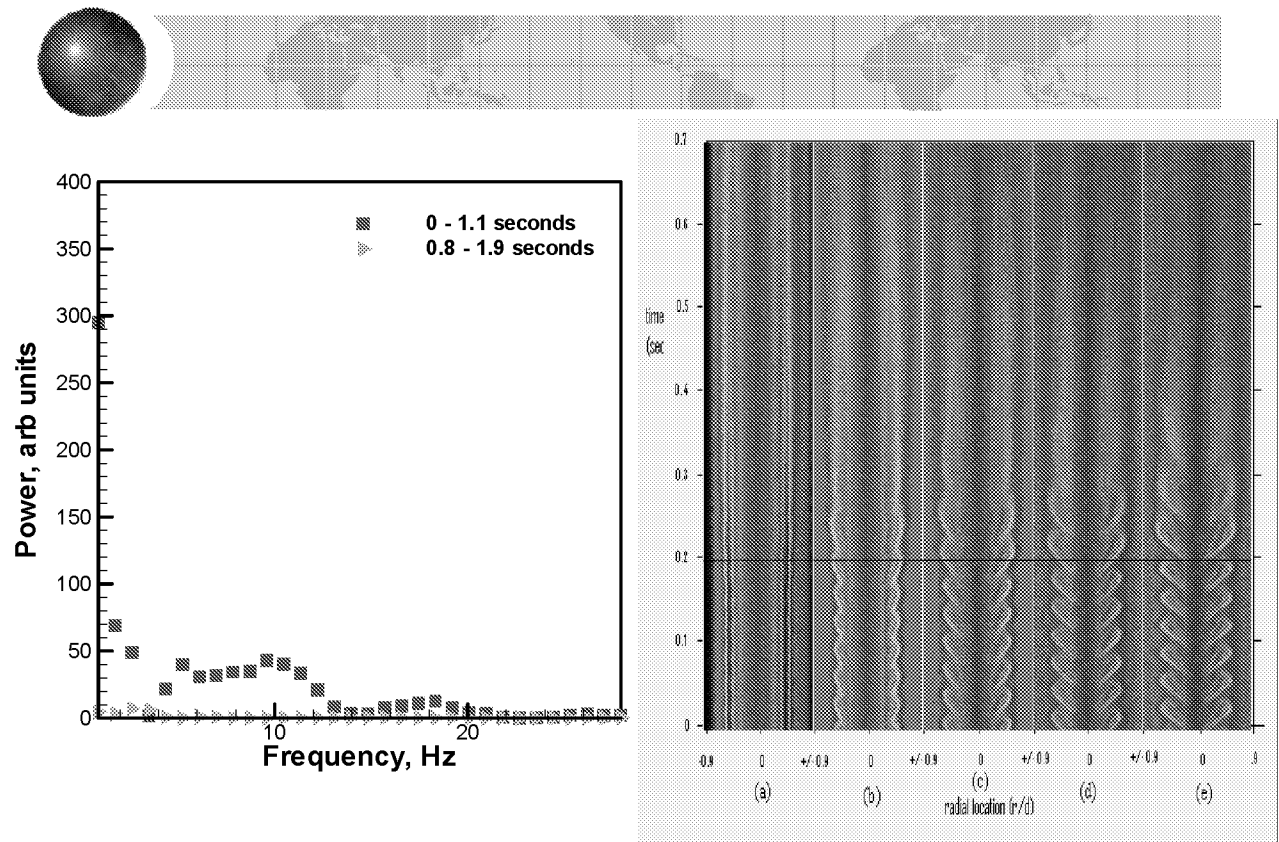 400
350
300
250
200
150
100
50
0
10
20
Power, arb units
Frequency, Hz
0 - 1.1 seconds
0.8 - 1.9 seconds
0.7
0.6
0.5
0.4
0.3
0.2
0.1
0
time
(sec
-0.9 0 +/- 0.9 0 +/- 0.9 0 +/- 0.9 0 +/- 0.9 0 .9
(a) (b) (c) (d) (e)
radial location (r/d)